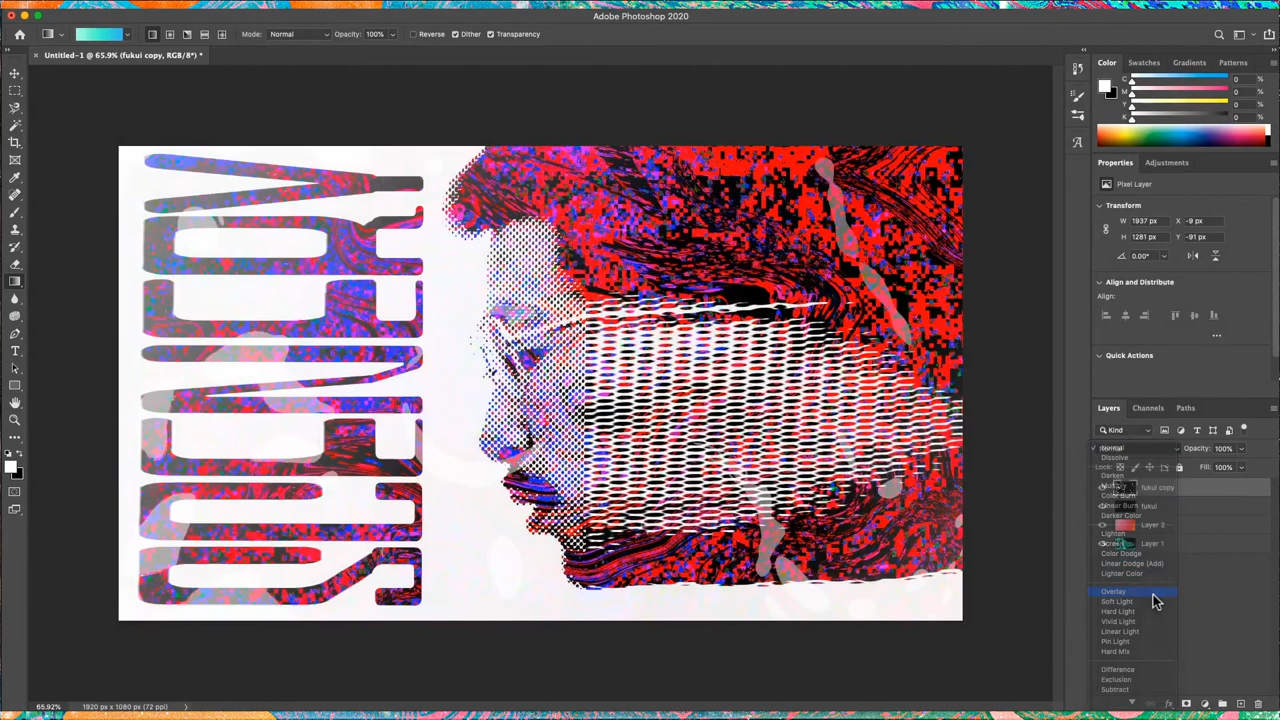 Adobe Photoshop 2020
Mode: Normal Opacity: 100% Reverse Dither Transparency
Untitled-1 @ 65.9% (fukui copy, RGB/8*) *
Color Swatches Gradients Patterns
C 0 %
M 0 %
Y 0 %
K 0 %
Properties Adjustments
Pixel Layer
Transform
W 1937 px X -9 px
H 1281 px Y -91 px
0.00°
Align and Distribute
Align:
Quick Actions
Layers Channels Paths
Kind
Normal Opacity: 100%
Dissolve
Lock: Fill: 100%
Darken
fukui copy
Color Burn
Linear Burn fukui
Darker Color
Layer 2
Lighten
Layer 1
Color Dodge
Linear Dodge (Add)
Lighter Color
Overlay
Soft Light
Hard Light
Vivid Light
Linear Light
Pin Light
Hard Mix
Difference
Exclusion
Subtract
65.92% 1920 px x 1080 px (72 ppi)